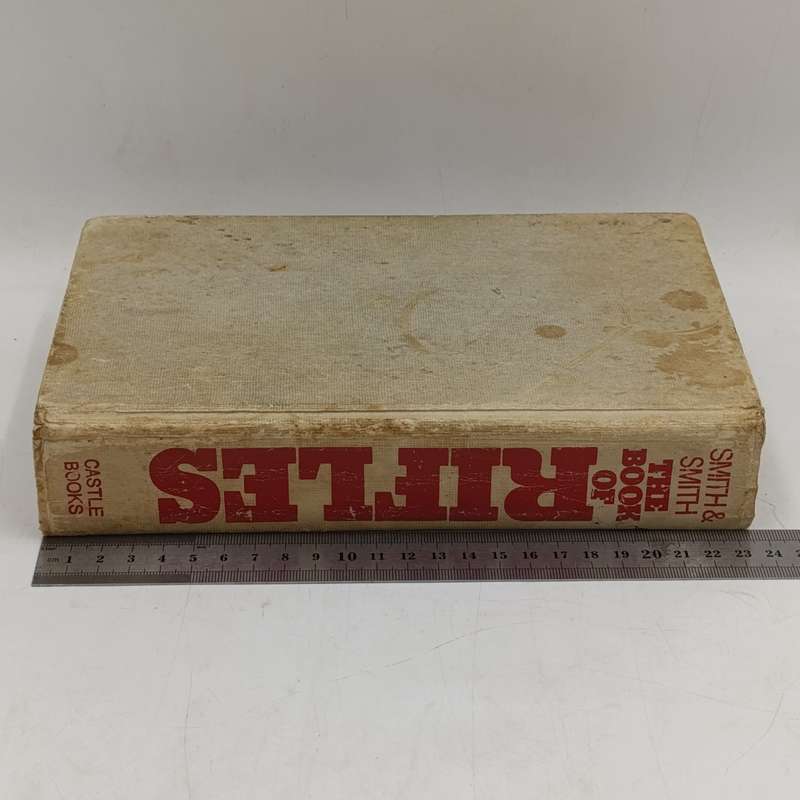 SMITH &
SMITH
THE
BOOK
OF
RIFLES
CASTLE
BOOKS
cm 1 2 3 4 5 6 7 8 9 10 11 12 13 14 15 16 17 18 19 20 21 22 23 24